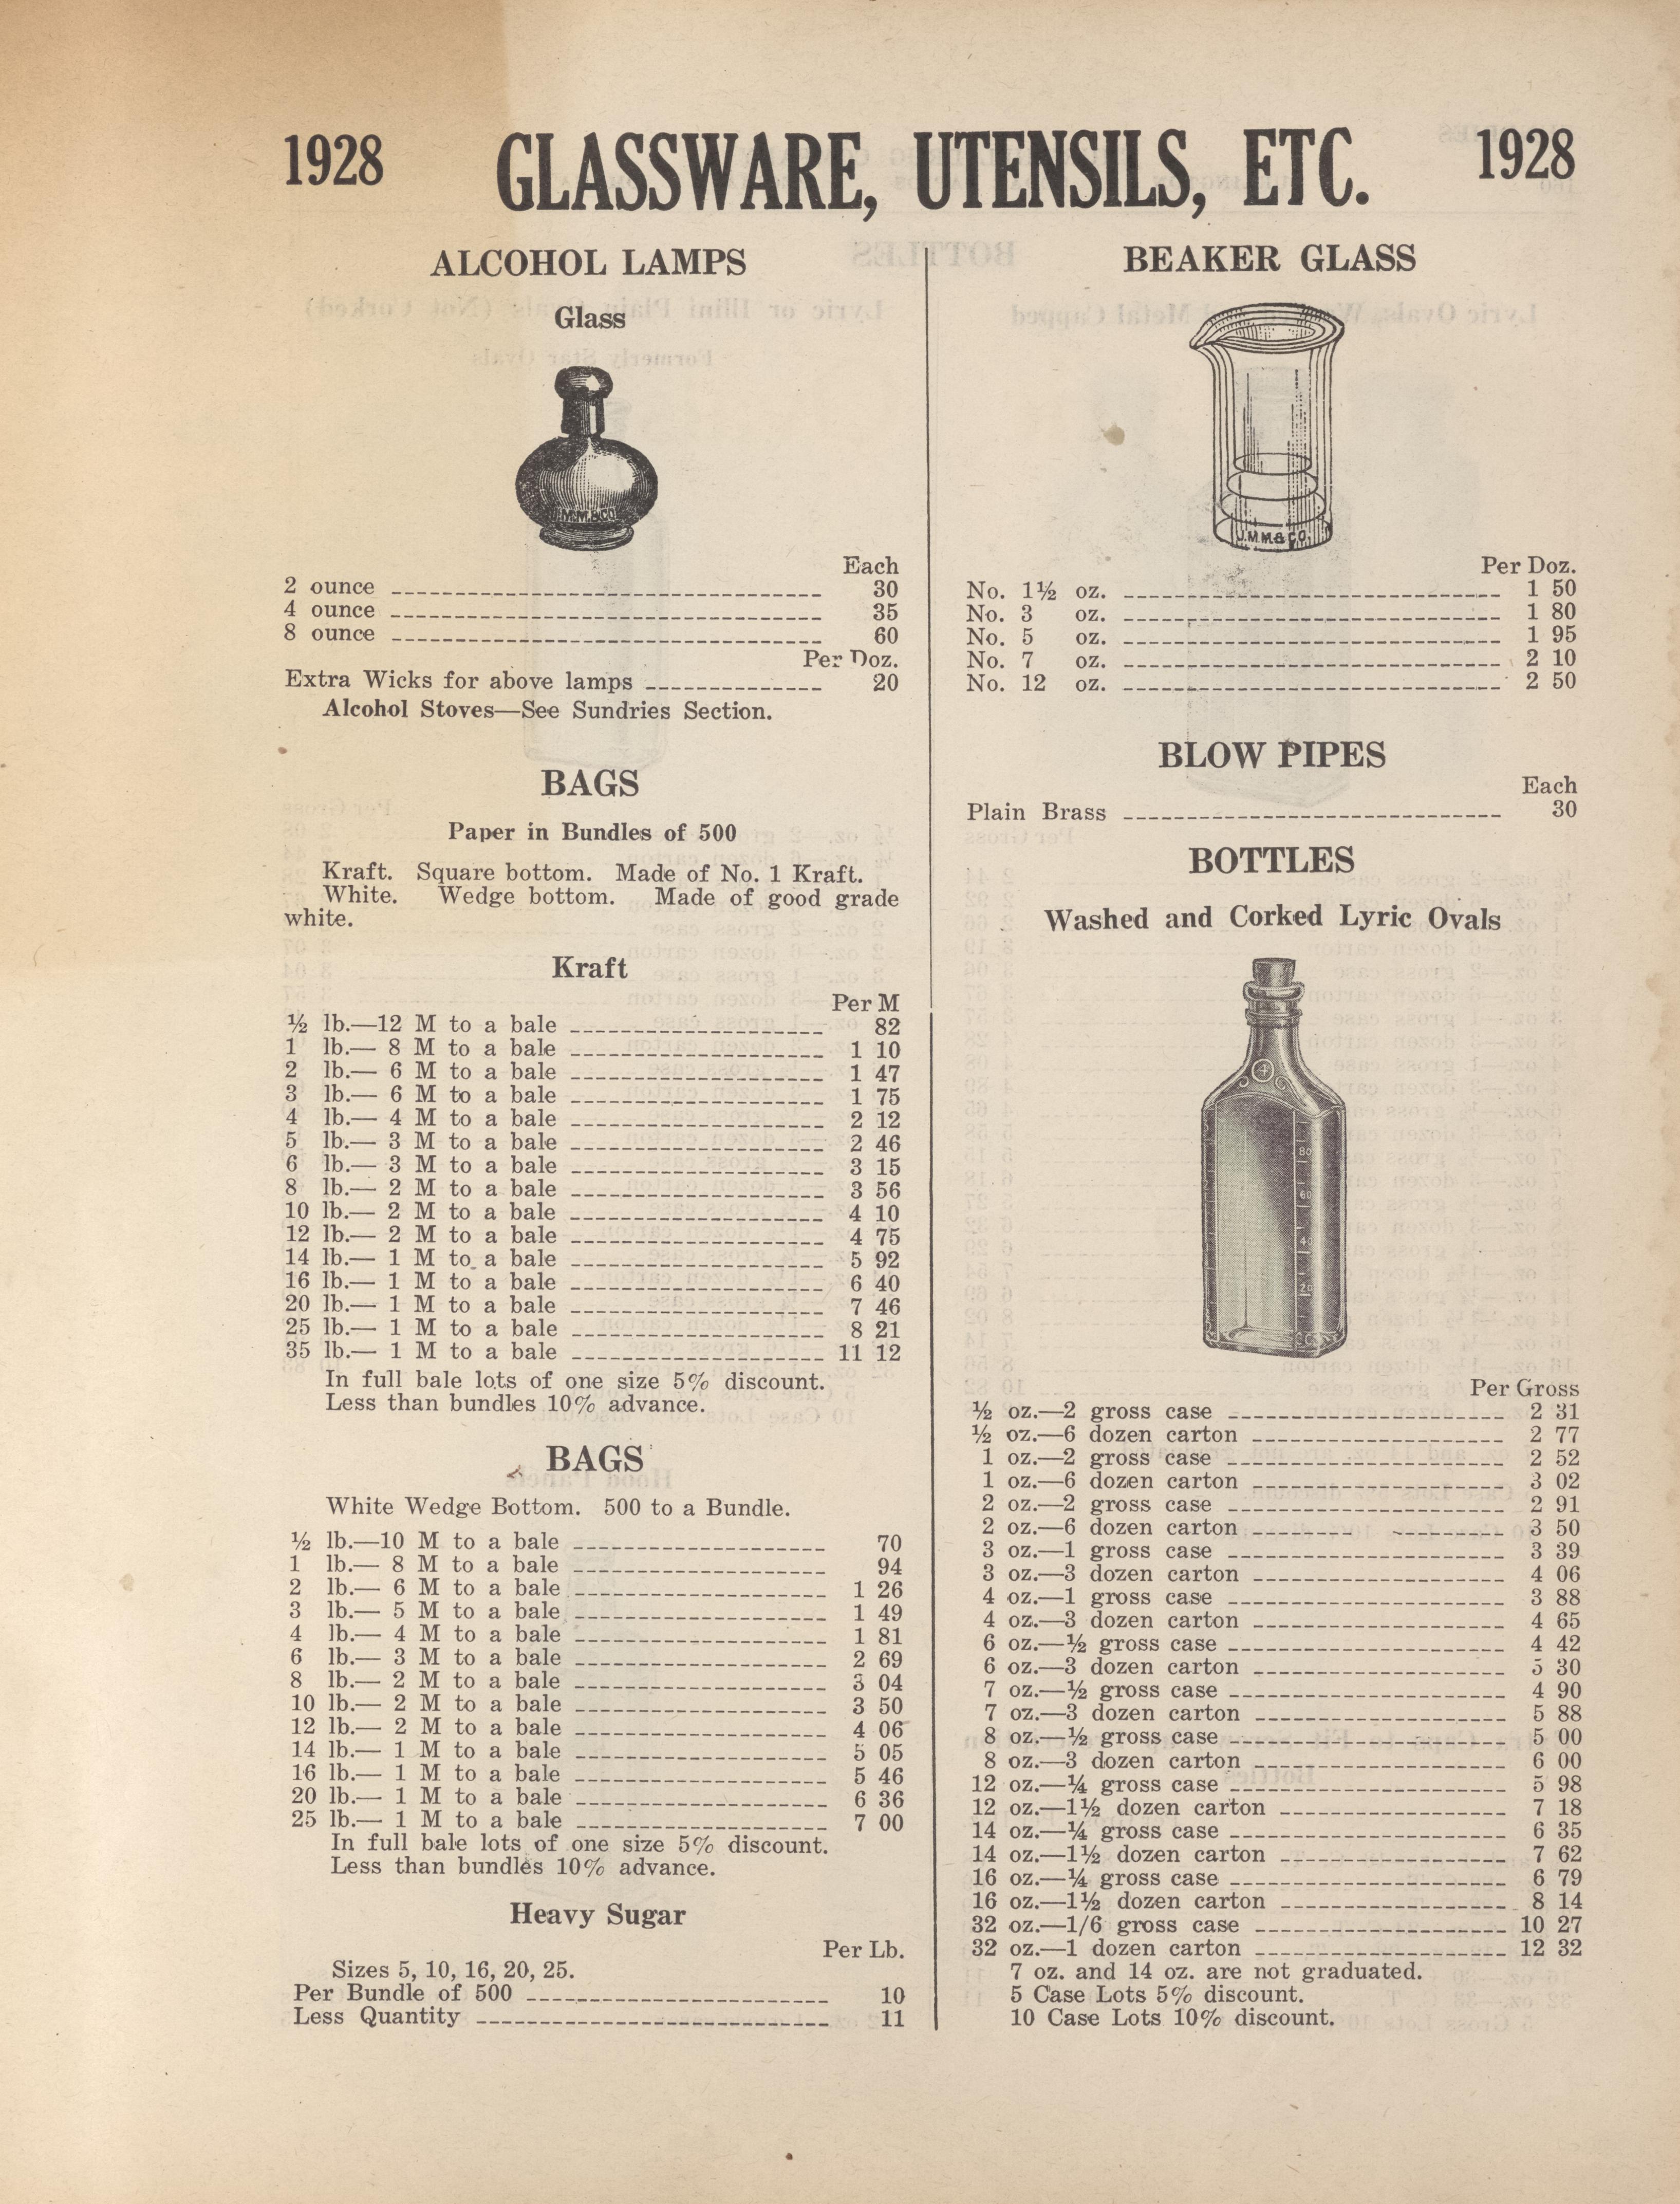 1928 GLASSWARE, UTENSILS, ETC. 1928
ALCOHOL LAMPS
Glass
M.M.&CO.
Each
2 ounce 30
4 ounce 35
8 ounce 60
Per Doz.
Extra Wicks for above lamps 20
Alcohol Stoves—See Sundries Section.
BAGS
Paper in Bundles of 500
Kraft. Square bottom. Made of No. 1 Kraft.
White. Wedge bottom. Made of good grade
white.
Kraft
Per M
½ lb.—12 M to a bale 82
1 lb.— 8 M to a bale 1 10
2 lb.— 6 M to a bale 1 47
3 lb.— 6 M to a bale 1 75
4 lb.— 4 M to a bale 2 12
5 lb.— 3 M to a bale 2 46
6 lb.— 3 M to a bale 3 15
8 lb.— 2 M to a bale 3 56
10 lb.— 2 M to a bale 4 10
12 lb.— 2 M to a bale 4 75
14 lb.— 1 M to a bale 5 92
16 lb.— 1 M to a bale 6 40
20 lb.— 1 M to a bale 7 46
25 lb.— 1 M to a bale 8 21
35 lb.— 1 M to a bale 11 12
In full bale lots of one size 5% discount.
Less than bundles 10% advance.
BAGS
White Wedge Bottom. 500 to a Bundle.
½ lb.—10 M to a bale 70
1 lb.— 8 M to a bale 94
2 lb.— 6 M to a bale 1 26
3 lb.— 5 M to a bale 1 49
4 lb.— 4 M to a bale 1 81
6 lb.— 3 M to a bale 2 69
8 lb.— 2 M to a bale 3 04
10 lb.— 2 M to a bale 3 50
12 lb.— 2 M to a bale 4 06
14 lb.— 1 M to a bale 5 05
16 lb.— 1 M to a bale 5 46
20 lb.— 1 M to a bale 6 36
25 lb.— 1 M to a bale 7 00
In full bale lots of one size 5% discount.
Less than bundles 10% advance.
Heavy Sugar
Per Lb.
Sizes 5, 10, 16, 20, 25.
Per Bundle of 500 10
Less Quantity 11
BEAKER GLASS
J.M.M.& CO.
Per Doz.
No. 1½ oz. 1 50
No. 3 oz. 1 80
No. 5 oz. 1 95
No. 7 oz. 2 10
No. 12 oz. 2 50
BLOW PIPES
Each
Plain Brass 30
BOTTLES
Washed and Corked Lyric Ovals
80
60
40
20
CC
Per Gross
½ oz.—2 gross case 2 31
½ oz.—6 dozen carton 2 77
1 oz.—2 gross case 2 52
1 oz.—6 dozen carton 3 02
2 oz.—2 gross case 2 91
2 oz.—6 dozen carton 3 50
3 oz.—1 gross case 3 39
3 oz.—3 dozen carton 4 06
4 oz.—1 gross case 3 88
4 oz.—3 dozen carton 4 65
6 oz.—½ gross case 4 42
6 oz.—3 dozen carton 5 30
7 oz.—½ gross case 4 90
7 oz.—3 dozen carton 5 88
8 oz.—½ gross case 5 00
8 oz.—3 dozen carton 6 00
12 oz.—¼ gross case 5 98
12 oz.—1½ dozen carton 7 18
14 oz.—¼ gross case 6 35
14 oz.—1½ dozen carton 7 62
16 oz.—¼ gross case 6 79
16 oz.—1½ dozen carton 8 14
32 oz.—1/6 gross case 10 27
32 oz.—1 dozen carton 12 32
7 oz. and 14 oz. are not graduated.
5 Case Lots 5% discount.
10 Case Lots 10% discount.